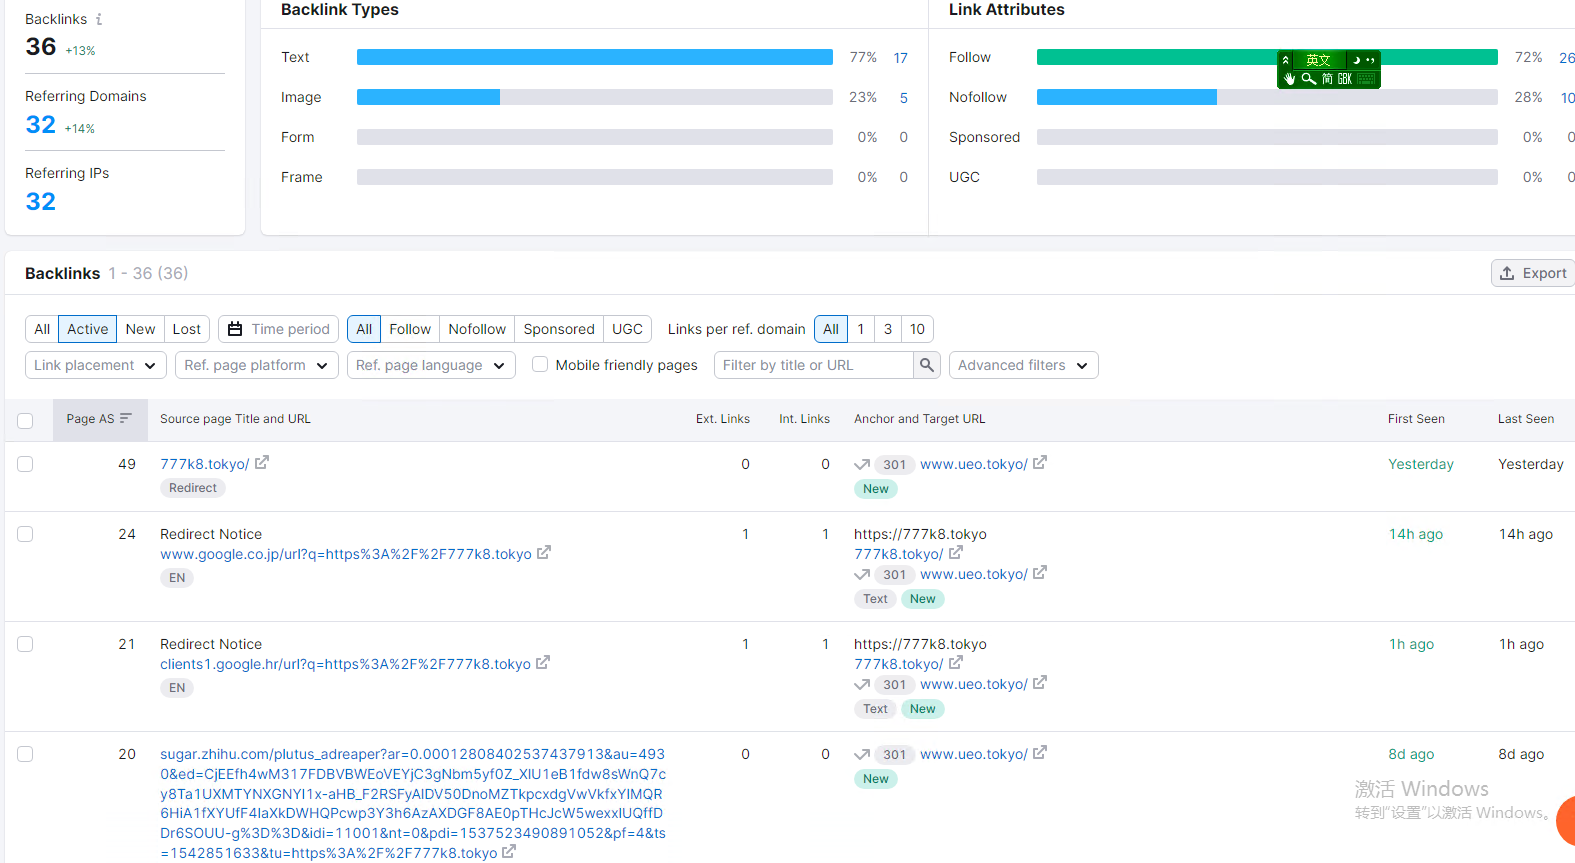 Backlinks i
36 +13%
Referring Domains
32 +14%
Referring IPs
32
Backlink Types
Text 77% 17
Image 23% 5
Form 0% 0
Frame 0% 0
Link Attributes
Follow 72% 26
Nofollow 28% 10
Sponsored 0% 0
UGC 0% 0
英文
简 GBK
Backlinks 1 - 36 (36)
Export
All Active New Lost Time period All Follow Nofollow Sponsored UGC Links per ref. domain All 1 3 10
Link placement Ref. page platform Ref. page language Mobile friendly pages Filter by title or URL Advanced filters
Page AS Source page Title and URL Ext. Links Int. Links Anchor and Target URL First Seen Last Seen
49 777k8.tokyo/ 0 0 301 www.ueo.tokyo/ Yesterday Yesterday
Redirect New
24 Redirect Notice 1 1 https://777k8.tokyo 14h ago 14h ago
www.google.co.jp/url?q=https%3A%2F%2F777k8.tokyo 777k8.tokyo/
EN 301 www.ueo.tokyo/
Text New
21 Redirect Notice 1 1 https://777k8.tokyo 1h ago 1h ago
clients1.google.hr/url?q=https%3A%2F%2F777k8.tokyo 777k8.tokyo/
EN 301 www.ueo.tokyo/
Text New
20 sugar.zhihu.com/plutus_adreaper?ar=0.00012808402537437913&au=493 0 0 301 www.ueo.tokyo/ 8d ago 8d ago
0&ed=CjEEfh4wM317FDBVBWEoVEYjC3gNbm5yf0Z_XlU1eB1fdw8sWnQ7c New
y8Ta1UXMTYNXGNYI1x-aHB_F2RSFyAIDV50DnoMZTkpcxdgVwVkfxYIMQR
6HiA1fXYUfF4IaXkDWHQPcwp3Y3h6AzAXDGF8AE0pTHcJcW5wexxIUQffD
Dr6SOUU-g%3D%3D&idi=11001&nt=0&pdi=1537523490891052&pf=4&ts
=1542851633&tu=https%3A%2F%2F777k8.tokyo
激活 Windows
转到"设置"以激活 Windows。